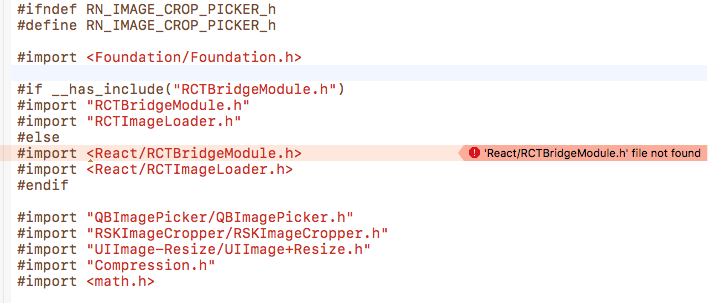 #ifndef RN_IMAGE_CROP_PICKER_h
#define RN_IMAGE_CROP_PICKER_h
#import <Foundation/Foundation.h>
#if __has_include("RCTBridgeModule.h")
#import "RCTBridgeModule.h"
#import "RCTImageLoader.h"
#else
#import <React/RCTBridgeModule.h> 'React/RCTBridgeModule.h' file not found
#import <React/RCTImageLoader.h>
#endif
#import "QBImagePicker/QBImagePicker.h"
#import "RSKImageCropper/RSKImageCropper.h"
#import "UIImage-Resize/UIImage+Resize.h"
#import "Compression.h"
#import <math.h>